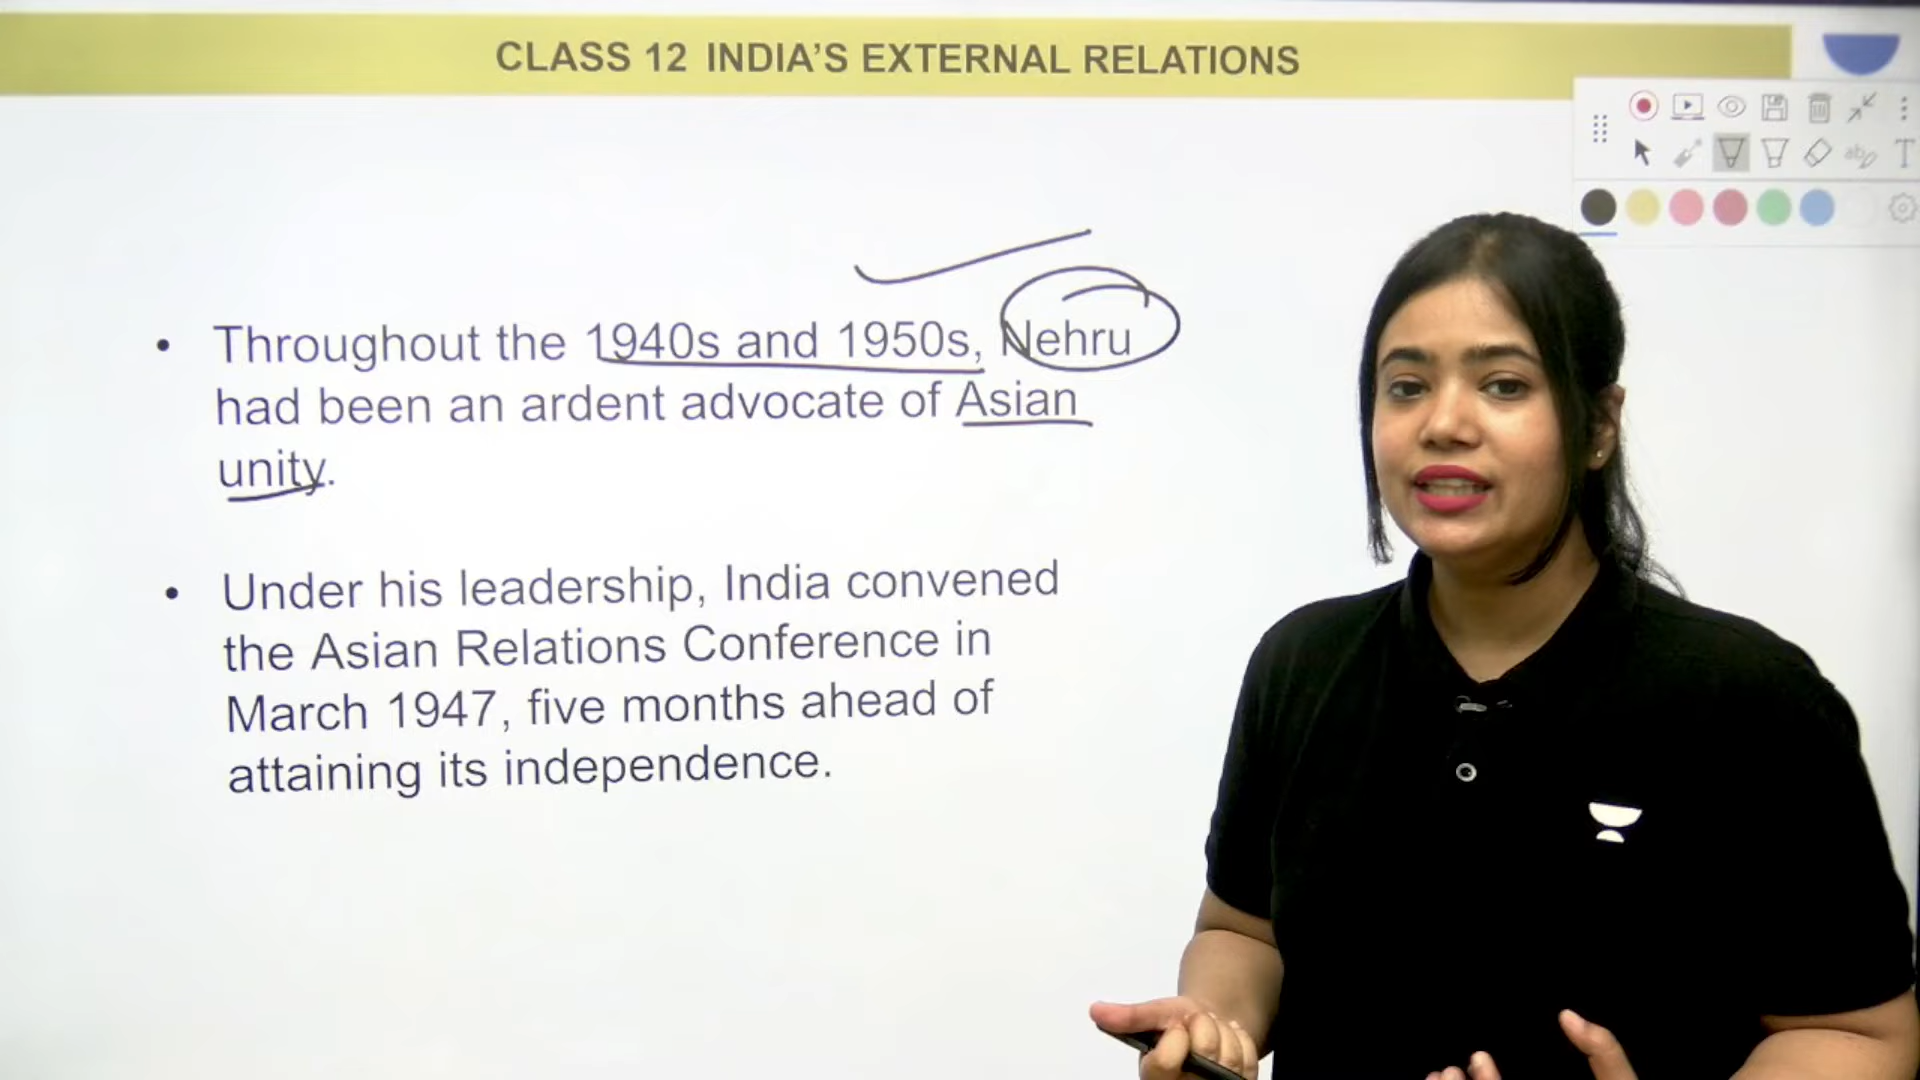 CLASS 12 INDIA'S EXTERNAL RELATIONS
ab
T
• Throughout the 1940s and 1950s, Nehru
had been an ardent advocate of Asian
unity.
• Under his leadership, India convened
the Asian Relations Conference in
March 1947, five months ahead of
attaining its independence.